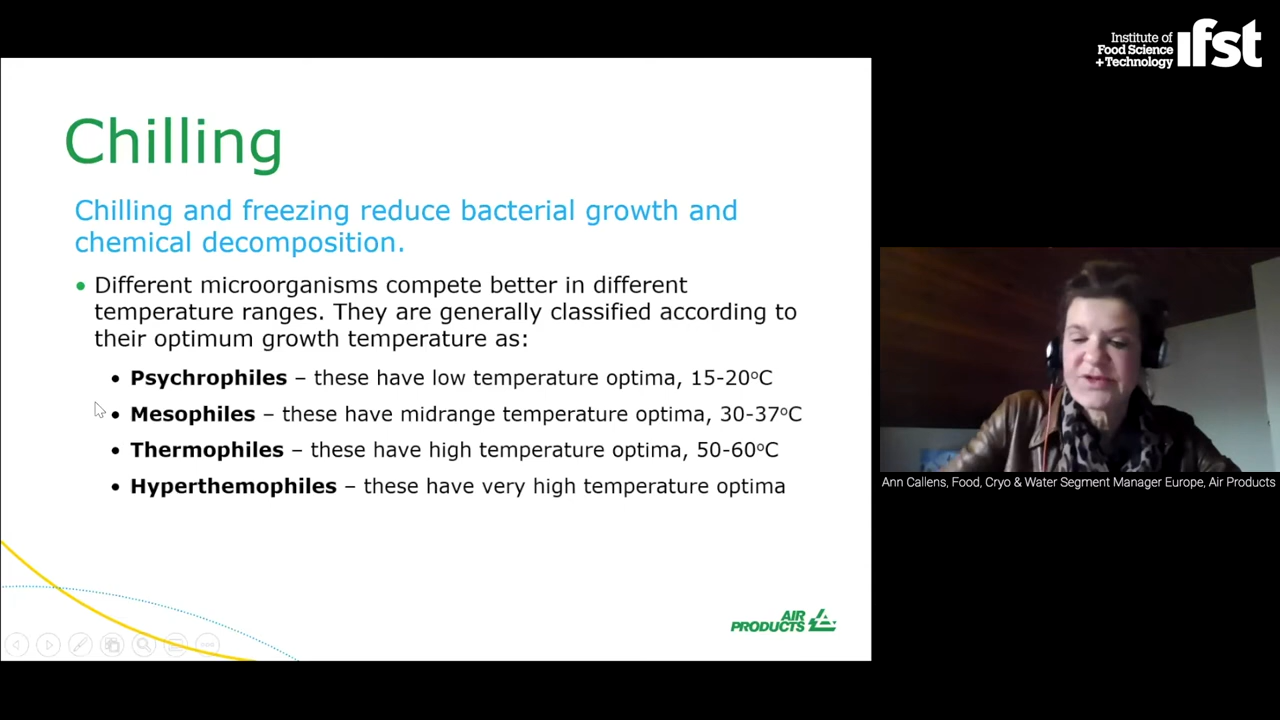 Institute of
Food Science
+Technology
ifst
Chilling
Chilling and freezing reduce bacterial growth and
chemical decomposition.
• Different microorganisms compete better in different
temperature ranges. They are generally classified according to
their optimum growth temperature as:
• Psychrophiles – these have low temperature optima, 15-20ºC
• Mesophiles – these have midrange temperature optima, 30-37ºC
• Thermophiles – these have high temperature optima, 50-60ºC
• Hyperthemophiles – these have very high temperature optima
AIR
PRODUCTS
Ann Callens, Food, Cryo & Water Segment Manager Europe, Air Products